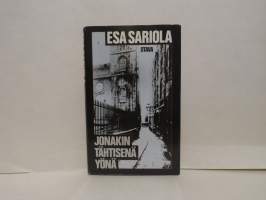 ESA SARIOLA
OTAVA
JONAKIN
TÄHTISENÄ
YÖNÄ